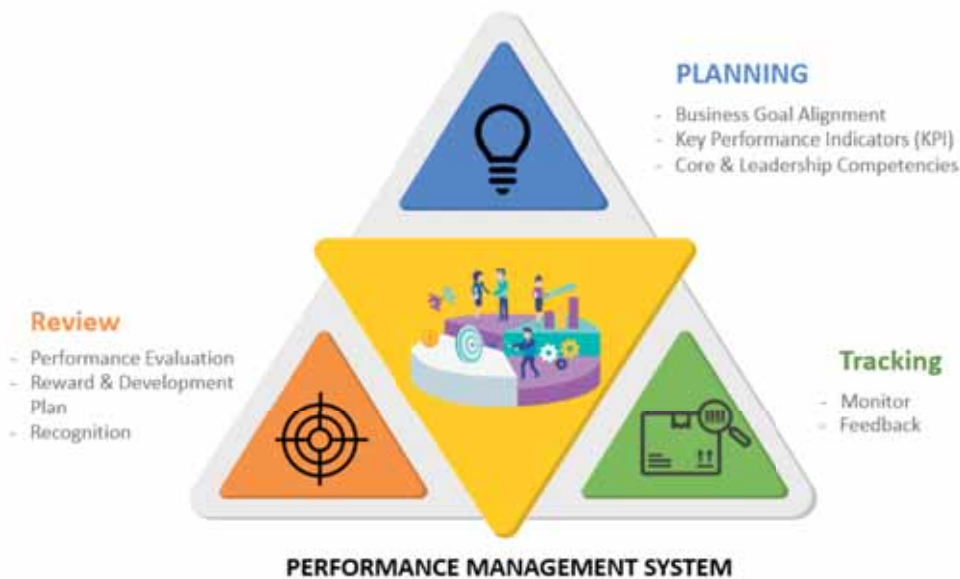 PLANNING
- Business Goal Alignment
- Key Performance Indicators (KPI)
- Core & Leadership Competencies
Review
- Performance Evaluation
- Reward & Development
Plan
- Recognition
Tracking
- Monitor
- Feedback
PERFORMANCE MANAGEMENT SYSTEM